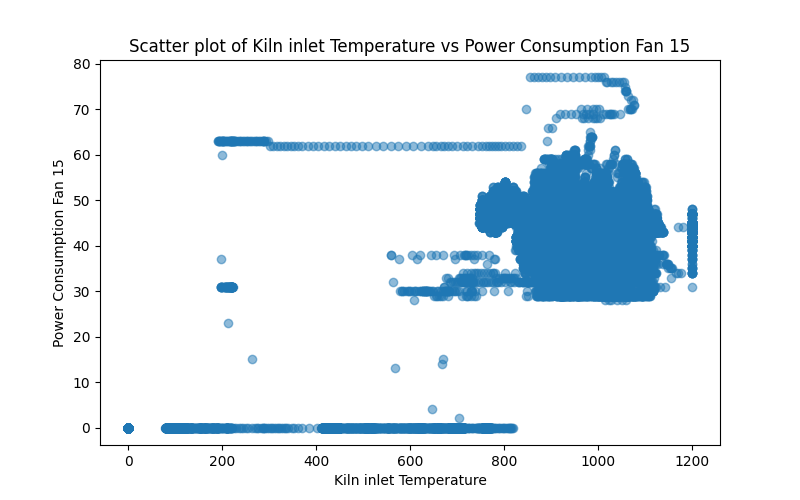 Scatter plot of Kiln inlet Temperature vs Power Consumption Fan 15
80
70
60
50
40
30
20
10
0
Power Consumption Fan 15
0 200 400 600 800 1000 1200
Kiln inlet Temperature